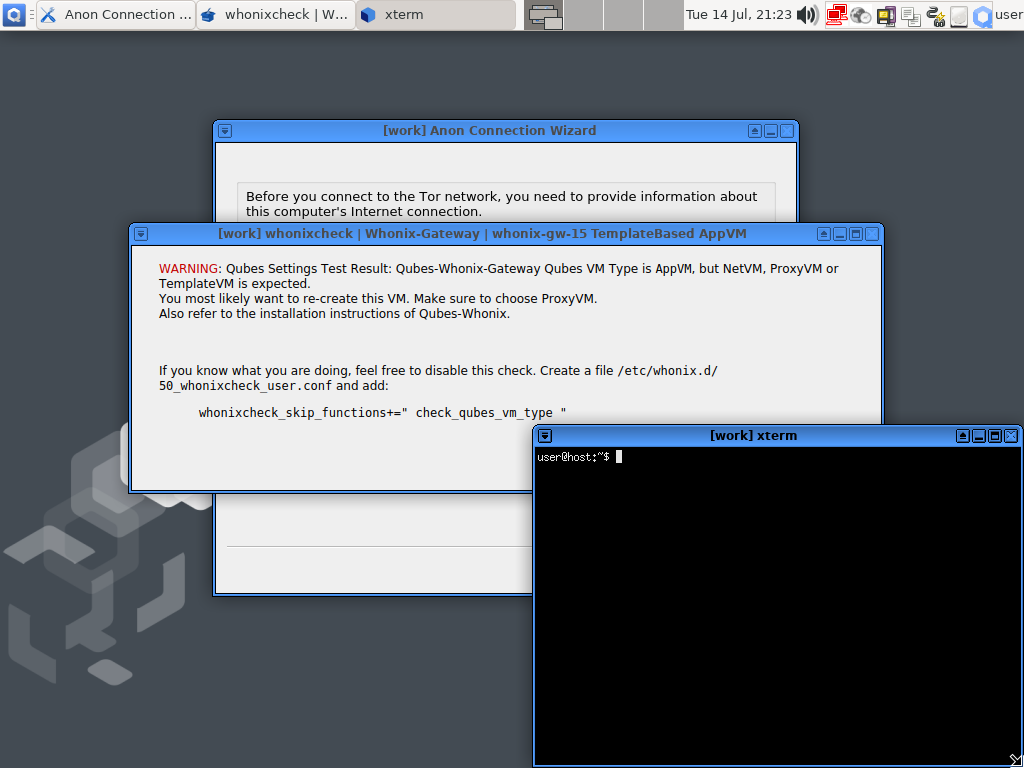 Anon Connection ...
whonixcheck | W...
xterm
Tue 14 Jul, 21:23
user
[work] Anon Connection Wizard
Before you connect to the Tor network, you need to provide information about
this computer's Internet connection.
[work] whonixcheck | Whonix-Gateway | whonix-gw-15 TemplateBased AppVM
WARNING: Qubes Settings Test Result: Qubes-Whonix-Gateway Qubes VM Type is AppVM, but NetVM, ProxyVM or
TemplateVM is expected.
You most likely want to re-create this VM. Make sure to choose ProxyVM.
Also refer to the installation instructions of Qubes-Whonix.
If you know what you are doing, feel free to disable this check. Create a file /etc/whonix.d/
50_whonixcheck_user.conf and add:
whonixcheck_skip_functions+=" check_qubes_vm_type "
[work] xterm
user@host:~$